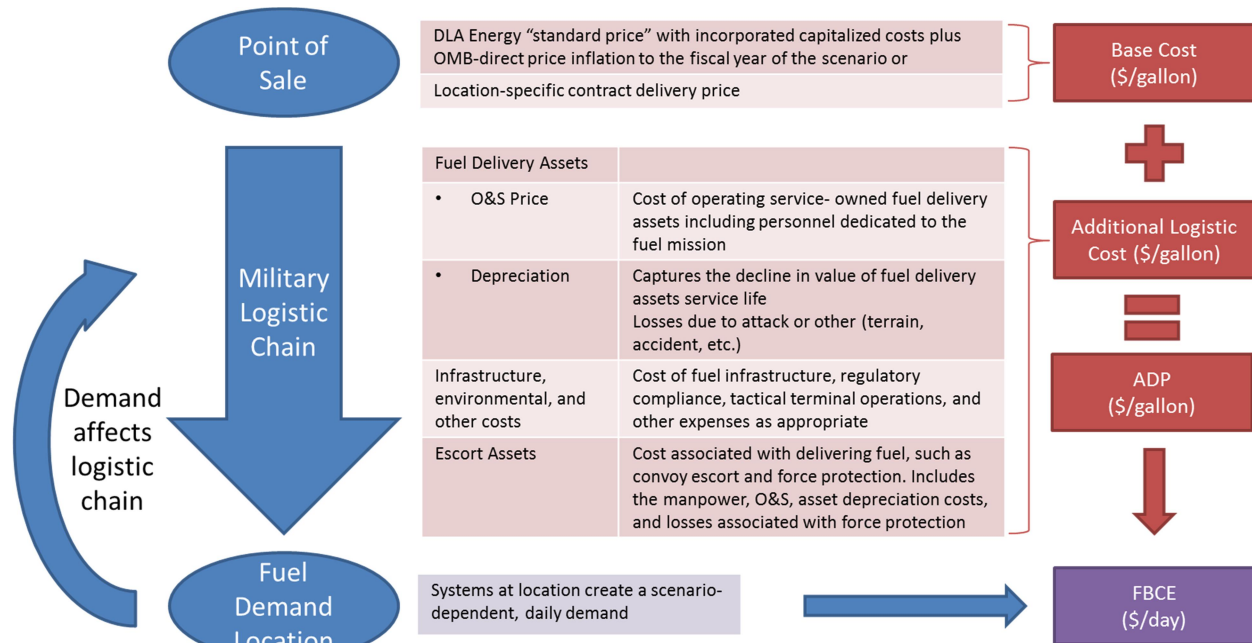 Point of
Sale
DLA Energy “standard price” with incorporated capitalized costs plus
OMB-direct price inflation to the fiscal year of the scenario or
Location-specific contract delivery price
Base Cost
($/gallon)
Military
Logistic
Chain
Fuel Delivery Assets
• O&S Price
Cost of operating service- owned fuel delivery
assets including personnel dedicated to the
fuel mission
• Depreciation
Captures the decline in value of fuel delivery
assets service life
Losses due to attack or other (terrain,
accident, etc.)
Infrastructure,
environmental, and
other costs
Cost of fuel infrastructure, regulatory
compliance, tactical terminal operations, and
other expenses as appropriate
Escort Assets
Cost associated with delivering fuel, such as
convoy escort and force protection. Includes
the manpower, O&S, asset depreciation costs,
and losses associated with force protection
Additional Logistic
Cost ($/gallon)
ADP
($/gallon)
Demand
affects
logistic
chain
Fuel
Demand
Location
Systems at location create a scenario-
dependent, daily demand
FBCE
($/day)